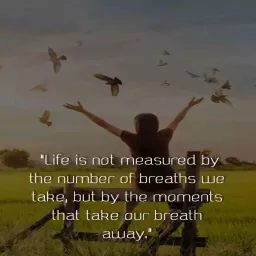 "Life is not measured by
the number of breaths we
take, but by the moments
that take our breath
away."